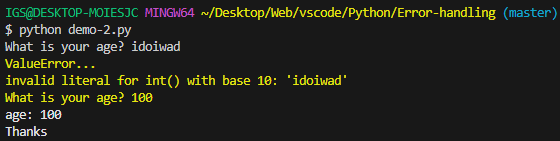 IGS@DESKTOP-MOIESJC MINGW64 ~/Desktop/Web/vscode/Python/Error-handling (master)
$ python demo-2.py
What is your age? idoiwad
ValueError...
invalid literal for int() with base 10: 'idoiwad'
What is your age? 100
age: 100
Thanks